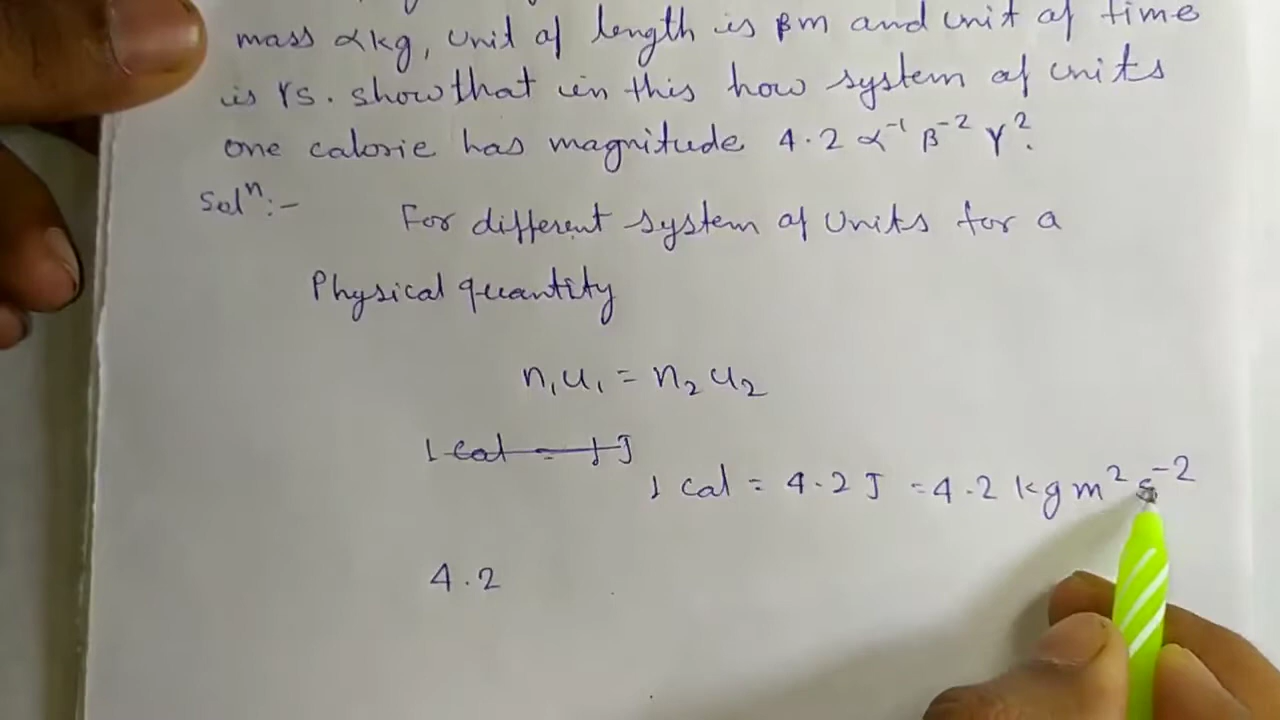 mass α kg, unit of length is βm and unit of time
is γs. show that in this how system of units
one calorie has magnitude 4.2 α⁻¹ β⁻² γ²?
Solⁿ:-
For different system of units for a
Physical quantity
n₁u₁ = n₂u₂
1 Cal = 1 J
1 Cal = 4.2 J = 4.2 kg m² s⁻²
4.2